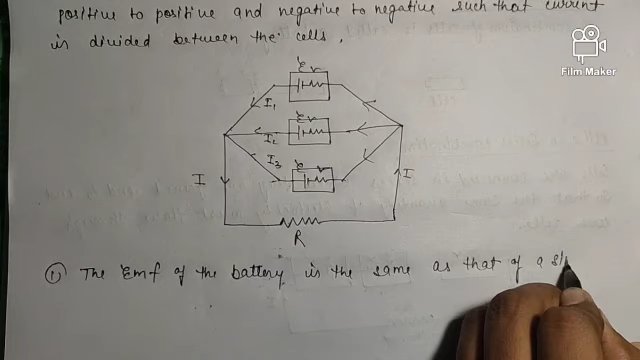 positive to positive and negative to negative such that current
is divided between the cells.
Film Maker
Ɛ r
I₁
Ɛ r
I₂
Ɛ r
I₃
I
I
R
① The Emf of the battery is the same as that of a